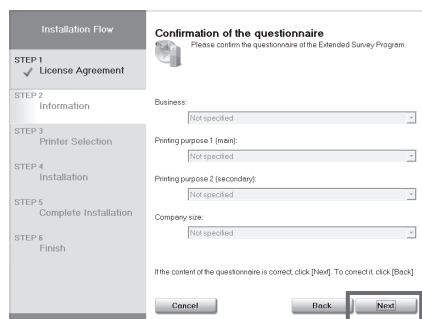 Installation Flow
STEP 1
License Agreement
STEP 2
Information
STEP 3
Printer Selection
STEP 4
Installation
STEP 5
Complete Installation
STEP 6
Finish
Confirmation of the questionnaire
Please confirm the questionnaire of the Extended Survey Program.
Business:
Not specified
Printing purpose 1 (main):
Not specified
Printing purpose 2 (secondary):
Not specified
Company size:
Not specified
If the content of the questionnaire is correct, click [Next]. To correct it, click [Back].
Cancel
Back
Next